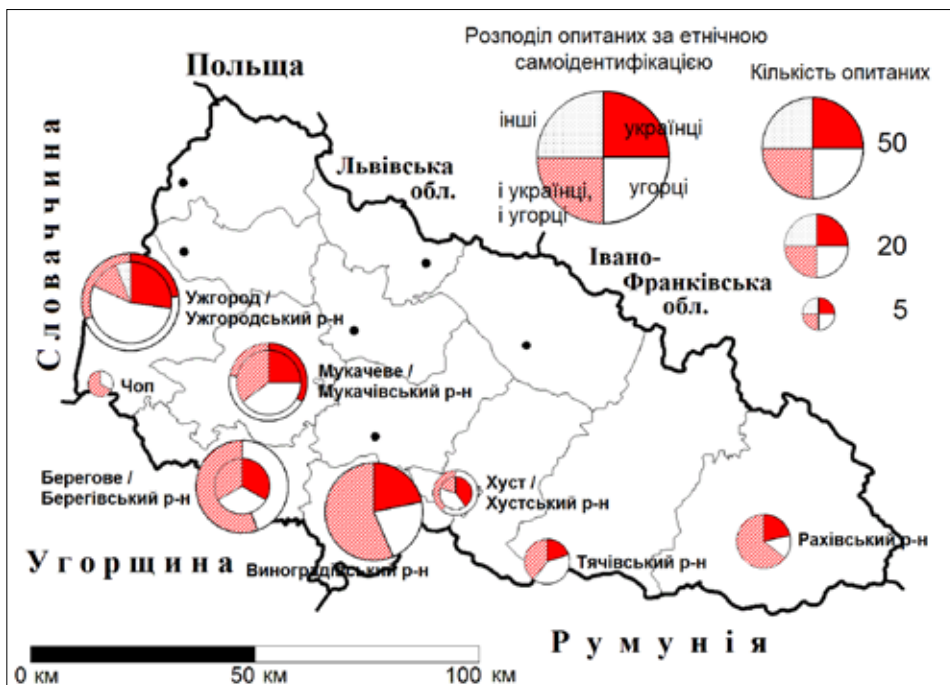 Розподіл опитаних за етнічною
самоідентифікацією
Кількість опитаних
інші
українці
і українці,
і угорці
угорці
50
20
5
Польща
Словаччина
Львівська
обл.
Івано-
Франківська
обл.
Ужгород /
Ужгородський р-н
Чоп
Мукачеве /
Мукачівський р-н
Берегове /
Берегівський р-н
Хуст /
Хустський р-н
Виноградівський р-н
Тячівський р-н
Рахівський р-н
Угорщина
Румунія
0 км
50 км
100 км